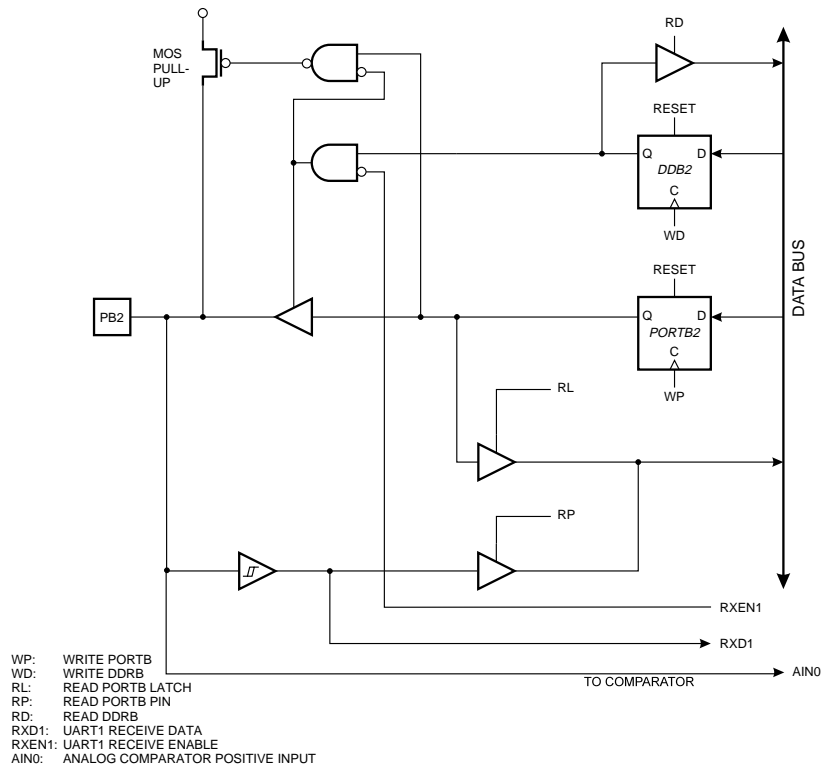 RD
MOS
PULL-
UP
RESET
Q
D
DDB2
C
WD
DATA BUS
RESET
PB2
Q
D
PORTB2
C
WP
RL
RP
RXEN1
RXD1
TO COMPARATOR
AIN0
WP: WRITE PORTB
WD: WRITE DDRB
RL: READ PORTB LATCH
RP: READ PORTB PIN
RD: READ DDRB
RXD1: UART1 RECEIVE DATA
RXEN1: UART1 RECEIVE ENABLE
AIN0: ANALOG COMPARATOR POSITIVE INPUT